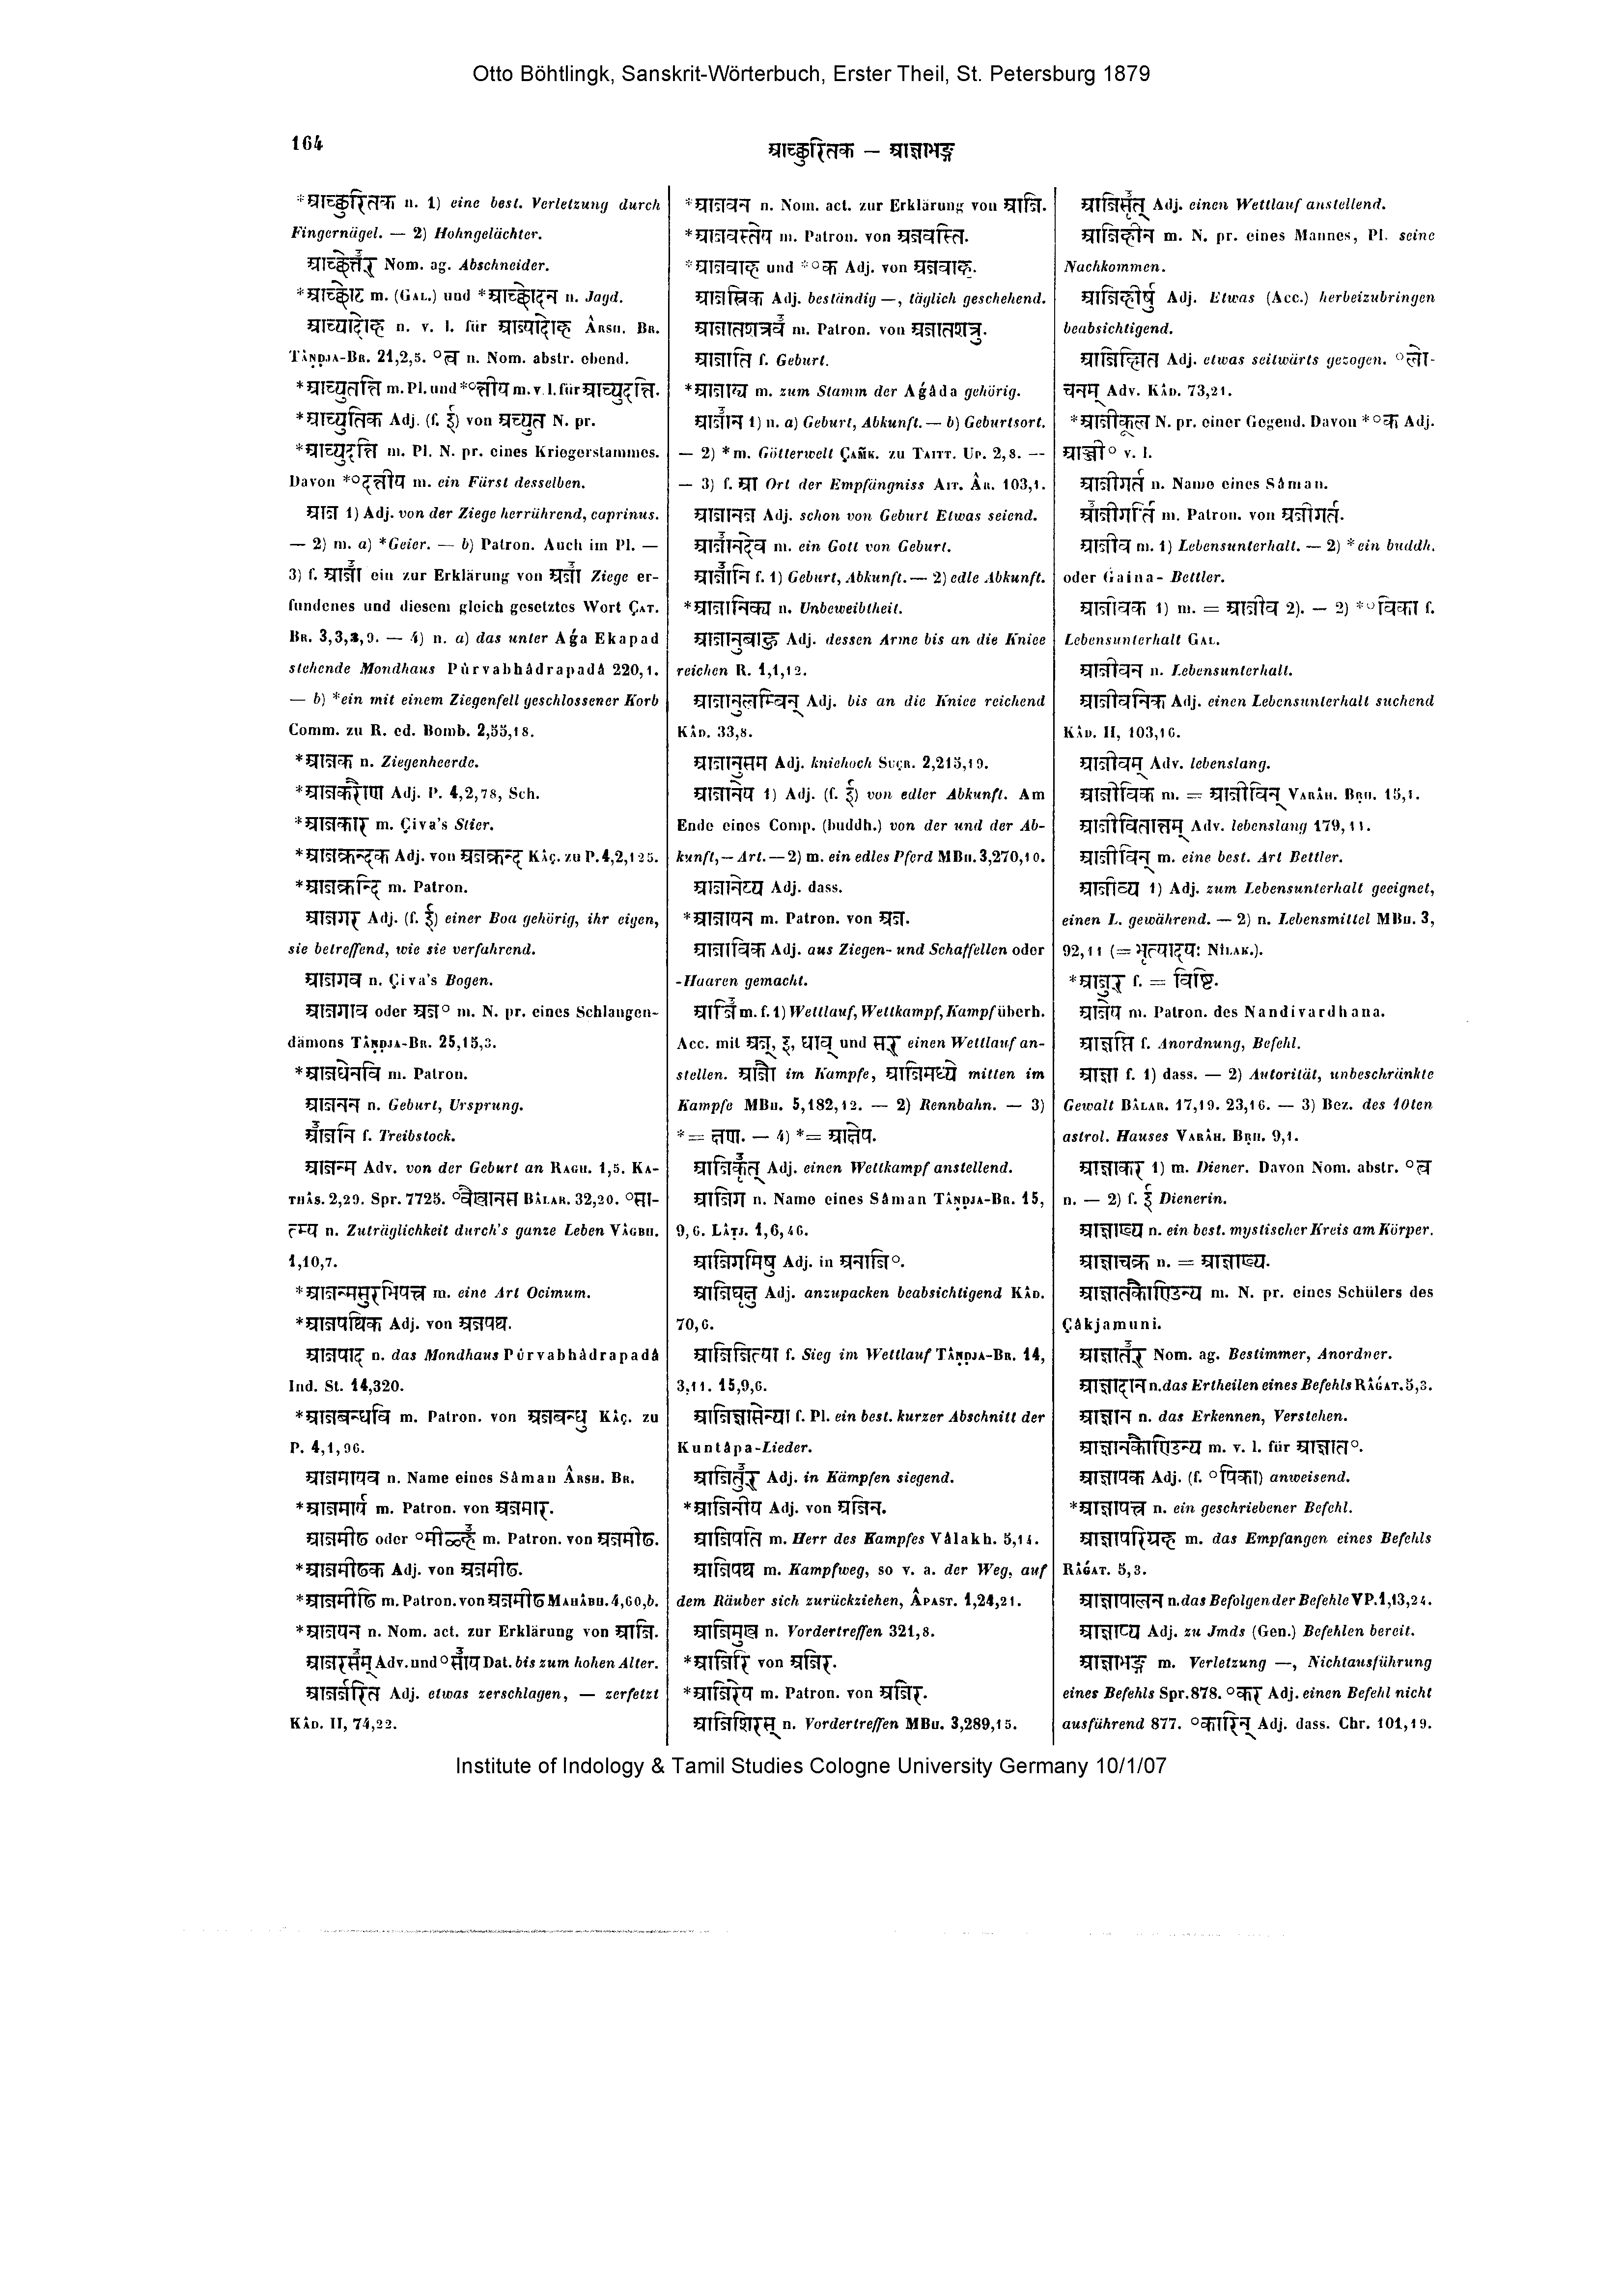 Otto Böhtlingk, Sanskrit-Wörterbuch, Erster Theil, St. Petersburg 1879
164
आच्छुरितक — आज्ञाभङ्ग
*आच्छुरितक n. 1) eine best. Verletzung durch
Fingernägel. — 2) Hohngelächter.
आच्छेत्तर् Nom. ag. Abschneider.
*आच्छोट m. (GAL.) und *आच्छोदन n. Jagd.
आच्यादोह n. v. l. für आज्यादोह ÂRSH. BR.
TÂṆḌJA-BR. 21,2,5. °त्व n. Nom. abstr. ebend.
*आच्युतन्ति m. Pl. und *°न्तीय m. v. l. für आच्युदन्ति.
*आच्युतिक Adj. (f. ई) von अच्युत N. pr.
*आच्युदन्ति m. Pl. N. pr. eines Kriegerstammes.
Davon *°दन्तीय m. ein Fürst desselben.
आज 1) Adj. von der Ziege herrührend, caprinus.
— 2) m. a) *Geier. — b) Patron. Auch im Pl. —
3) f. आजा ein zur Erklärung von अजा Ziege er-
fundenes und diesem gleich gesetztes Wort ÇAT.
BR. 3,3,3,9. — 4) n. a) das unter Aǵa Ekapad
stehende Mondhaus Pûrvabhâdrapadâ 220,1.
— b) *ein mit einem Ziegenfell geschlossener Korb
Comm. zu R. ed. Bomb. 2,55,18.
*आजक n. Ziegenheerde.
*आजकरोण Adj. P. 4,2,78, Sch.
*आजकार m. Çiva's Stier.
*आजक्रन्दक Adj. von अजक्रन्द KÂÇ. zu P. 4,2,125.
*आजक्रन्दि m. Patron.
आजगर Adj. (f. ई) einer Boa gehörig, ihr eigen,
sie betreffend, wie sie verfahrend.
आजगव n. Çiva's Bogen.
आजगाव oder अज° m. N. pr. eines Schlangen-
dämons TÂṆḌJA-BR. 25,15,3.
*आजधेनवि m. Patron.
आजनन n. Geburt, Ursprung.
आजनि f. Treibstock.
आजन्म Adv. von der Geburt an RAGH. 1,5. KA-
THÂS. 2,29. Spr. 7725. °वैखानस BÂLAR. 32,20. °सा-
त्म्य n. Zuträglichkeit durch's ganze Leben VÂGBH.
1,10,7.
*आजन्मसुरभिपत्त्र m. eine Art Ocimum.
*आजपथिक Adj. von अजपथ.
आजपाद n. das Mondhaus Pûrvabhâdrapadâ
Ind. St. 14,320.
*आजबन्धवि m. Patron. von अजबन्धु KÂÇ. zu
P. 4,1,96.
आजमायव n. Name eines Sâman ÂRSH. BR.
*आजमार्य m. Patron. von अजमार.
आजमीढ oder °मीळ्ह m. Patron. von अजमीढ.
*आजमीढक Adj. von अजमीढ.
*आजमीढि m. Patron. von अजमीढ MAHÂBH. 4,60,b.
*आजयन n. Nom. act. zur Erklärung von आजि.
आजरसम् Adv. und °साय Dat. bis zum hohen Alter.
आजर्जरित Adj. etwas zerschlagen, — zerfetzt
KÂD. II, 74,22.
*आजवन n. Nom. act. zur Erklärung von आजि.
*आजवस्तेय m. Patron. von अजवस्ति.
*आजवाह und *°क Adj. von अजवाह.
आजस्रिक Adj. beständig —, täglich geschehend.
आजातशत्रव m. Patron. von अजातशत्रु.
आजाति f. Geburt.
*आजाद्य m. zum Stamm der Aǵâda gehörig.
आजान 1) n. a) Geburt, Abkunft. — b) Geburtsort.
— 2) *m. Götterwelt ÇAṂK. zu TAITT. UP. 2,8. —
— 3) f. आ Ort der Empfängniss AIT. ÂR. 103,1.
आजानज Adj. schon von Geburt Etwas seiend.
आजानदेव m. ein Gott von Geburt.
आजानि f. 1) Geburt, Abkunft. — 2) edle Abkunft.
*आजानिक्य n. Unbeweibtheit.
आजानुबाहु Adj. dessen Arme bis an die Kniee
reichen R. 1,1,12.
आजानुलम्बिन् Adj. bis an die Kniee reichend
KÂD. 33,8.
आजानुसम Adj. kniehoch SUÇR. 2,215,19.
आजानेय 1) Adj. (f. ई) von edler Abkunft. Am
Ende eines Comp. (buddh.) von der und der Ab-
kunft, — Art. — 2) m. ein edles Pferd MBH. 3,270,10.
आजानेय्य Adj. dass.
*आजायन m. Patron. von अज.
आजाविक Adj. aus Ziegen- und Schaffellen oder
-Haaren gemacht.
आजि m. f. 1) Wettlauf, Wettkampf, Kampf überh.
Acc. mit अज्, इ, धाव् und सर् einen Wettlauf an-
stellen. आजौ im Kampfe, आजिमध्ये mitten im
Kampfe MBH. 5,182,12. — 2) Rennbahn. — 3)
*= क्षण. — 4) *= आक्षेप.
आजिकृत् Adj. einen Wettkampf anstellend.
आजिग n. Name eines Sâman TÂṆḌJA-BR. 15,
9,6. LÂṬJ. 1,6,46.
आजिगमिषु Adj. in अनाजि°.
आजिघृक्षु Adj. anzupacken beabsichtigend KÂD.
70,6.
आजिजित्या f. Sieg im Wettlauf TÂṆḌJA-BR. 14,
3,11. 15,9,6.
आजिज्ञासेन्या f. Pl. ein best. kurzer Abschnitt der
Kuntâpa-Lieder.
आजितुर् Adj. in Kämpfen siegend.
*आजिनीय Adj. von अजिन.
आजिपति m. Herr des Kampfes Vâlakh. 5,14.
आजिपथ m. Kampfweg, so v. a. der Weg, auf
dem Räuber sich zurückziehen, ÂPAST. 1,24,21.
आजिमुख n. Vordertreffen 321,8.
*आजिरि von अजिर.
*आजिरेय m. Patron. von अजिर.
आजिशिरस् n. Vordertreffen MBH. 3,289,15.
आजिसृत् Adj. einen Wettlauf anstellend.
आजिहीन m. N. pr. eines Mannes, Pl. seine
Nachkommen.
आजिहीर्षु Adj. Etwas (Acc.) herbeizubringen
beabsichtigend.
आजिह्मित Adj. etwas seitwärts gezogen. °लो-
चनम् Adv. KÂD. 73,21.
*आजीकूल N. pr. einer Gegend. Davon *°क Adj.
आञ्जी° v. l.
आजीगर्त n. Name eines Sâman.
आजीगर्ति m. Patron. von अजीगर्त.
आजीव m. 1) Lebensunterhalt. — 2) *ein buddh.
oder Ǵaina- Bettler.
आजीवक 1) m. = आजीव 2). — 2) *°विका f.
Lebensunterhalt GAL.
आजीवन n. Lebensunterhalt.
आजीवनिक Adj. einen Lebensunterhalt suchend
KÂD. II, 103,16.
आजीवम् Adv. lebenslang.
आजीविक m. = आजीविन् VARÂH. BṚH. 15,1.
आजीवितान्तम् Adv. lebenslang 179,11.
आजीविन् m. eine best. Art Bettler.
आजीव्य 1) Adj. zum Lebensunterhalt geeignet,
einen L. gewährend. — 2) n. Lebensmittel MBH. 3,
92,11 (= भृत्यादयः NÎLAK.).
*आजुर् f. = विष्टि.
आजेय m. Patron. des Nandivardhana.
आज्ञप्ति f. Anordnung, Befehl.
आज्ञा f. 1) dass. — 2) Autorität, unbeschränkte
Gewalt BÂLAR. 17,19. 23,16. — 3) Bez. des 10ten
astrol. Hauses VARÂH. BṚH. 9,1.
आज्ञाकर 1) m. Diener. Davon Nom. abstr. °त्व
n. — 2) f. ई Dienerin.
आज्ञाख्य n. ein best. mystischer Kreis am Körper.
आज्ञाचक्र n. = आज्ञाख्य.
आज्ञातकौण्डिन्य m. N. pr. eines Schülers des
Çâkjamuni.
आज्ञातर् Nom. ag. Bestimmer, Anordner.
आज्ञादान n. das Ertheilen eines Befehls RÂǴAT. 5,3.
आज्ञान n. das Erkennen, Verstehen.
आज्ञानकौण्डिन्य m. v. l. für आज्ञात°.
आज्ञापक Adj. (f. °पिका) anweisend.
*आज्ञापत्त्र n. ein geschriebener Befehl.
आज्ञापरिग्रह m. das Empfangen eines Befehls
RÂǴAT. 5,3.
आज्ञापालन n. das Befolgen der Befehle VP. 1,13,24.
आज्ञाप्य Adj. zu Jmds (Gen.) Befehlen bereit.
आज्ञाभङ्ग m. Verletzung —, Nichtausführung
eines Befehls Spr. 878. °कर Adj. einen Befehl nicht
ausführend 877. °कारिन् Adj. dass. Chr. 101,19.
Institute of Indology & Tamil Studies Cologne University Germany 10/1/07